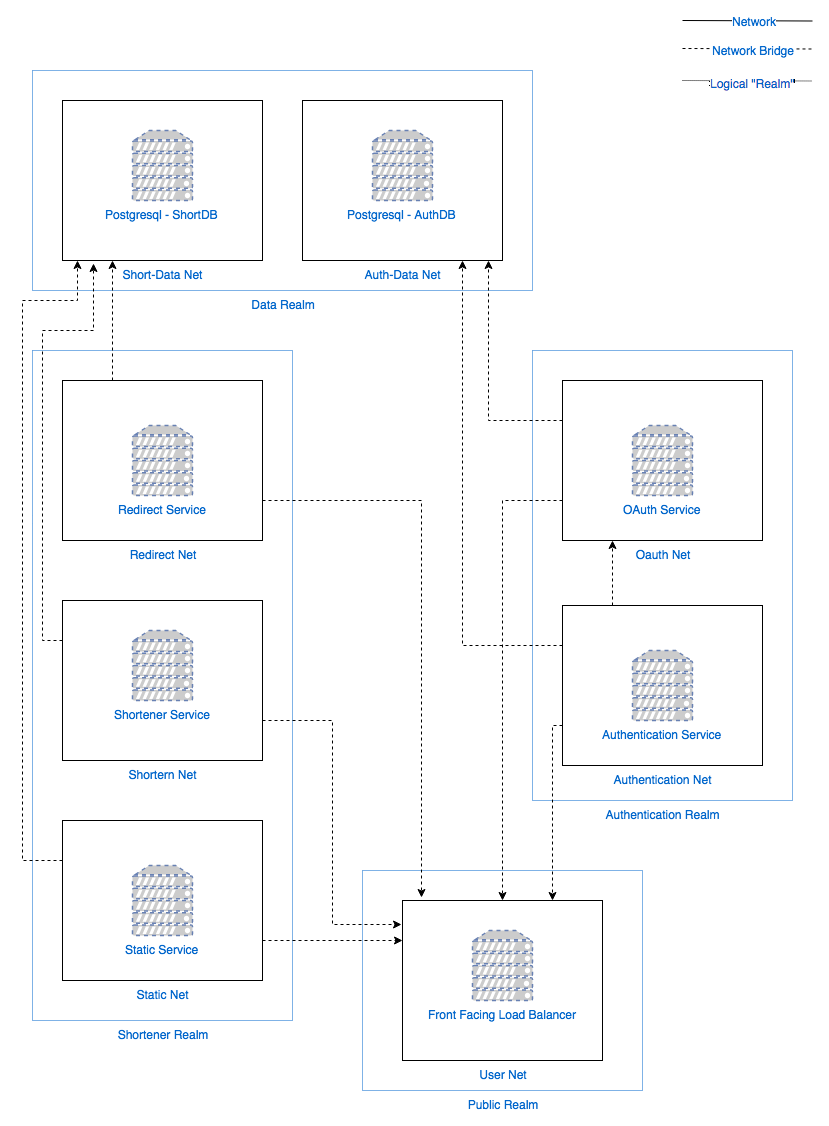 Network
Network Bridge
Logical "Realm"
Postgresql - ShortDB
Postgresql - AuthDB
Short-Data Net
Auth-Data Net
Data Realm
Redirect Service
OAuth Service
Redirect Net
Oauth Net
Shortener Service
Authentication Service
Shortern Net
Authentication Net
Authentication Realm
Static Service
Static Net
Front Facing Load Balancer
Shortener Realm
User Net
Public Realm